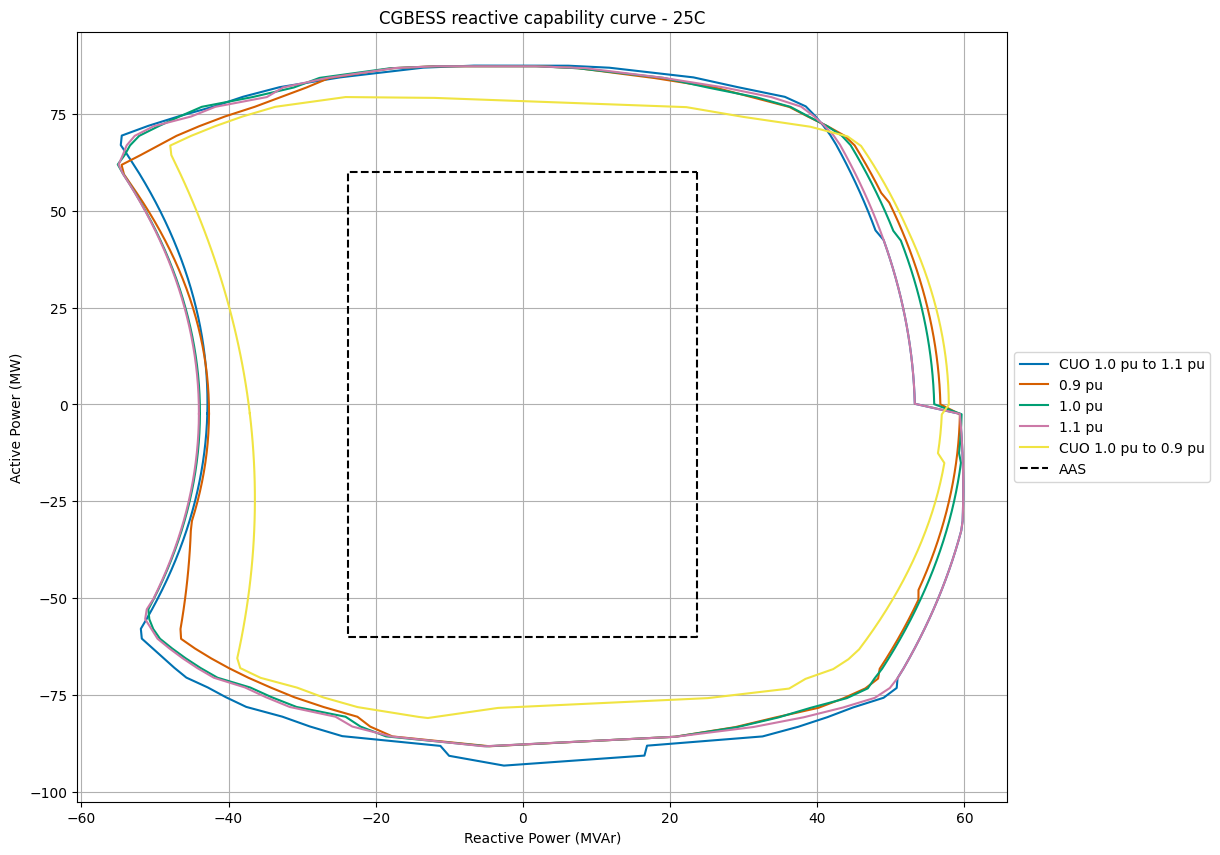 CGBESS reactive capability curve - 25C
Active Power (MW)
75
50
25
0
−25
−50
−75
−100
−60
−40
−20
0
20
40
60
Reactive Power (MVAr)
CUO 1.0 pu to 1.1 pu
0.9 pu
1.0 pu
1.1 pu
CUO 1.0 pu to 0.9 pu
AAS